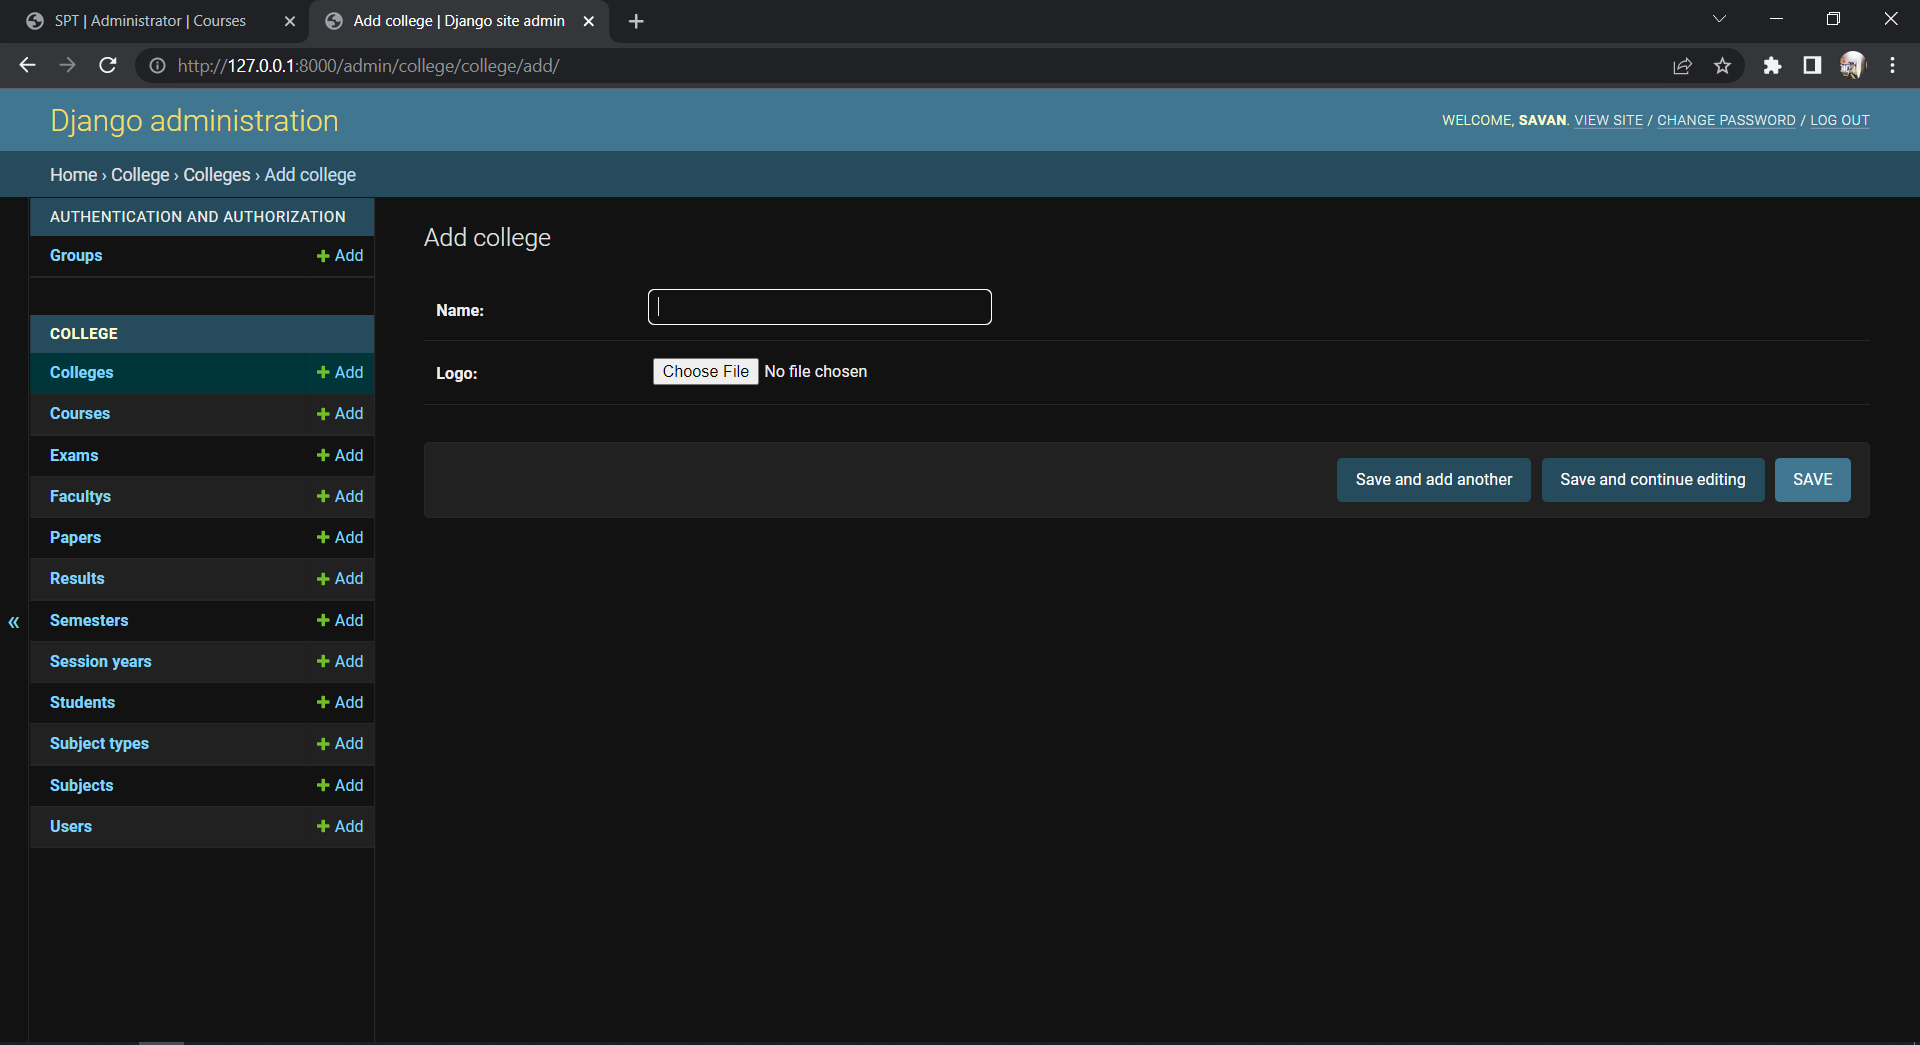 SPT | Administrator | Courses
Add college | Django site admin
http://127.0.0.1:8000/admin/college/college/add/
Django administration
WELCOME, SAVAN. VIEW SITE / CHANGE PASSWORD / LOG OUT
Home › College › Colleges › Add college
AUTHENTICATION AND AUTHORIZATION
Groups Add
COLLEGE
Colleges Add
Courses Add
Exams Add
Facultys Add
Papers Add
Results Add
Semesters Add
Session years Add
Students Add
Subject types Add
Subjects Add
Users Add
«
Add college
Name:
Logo: Choose File No file chosen
Save and add another Save and continue editing SAVE